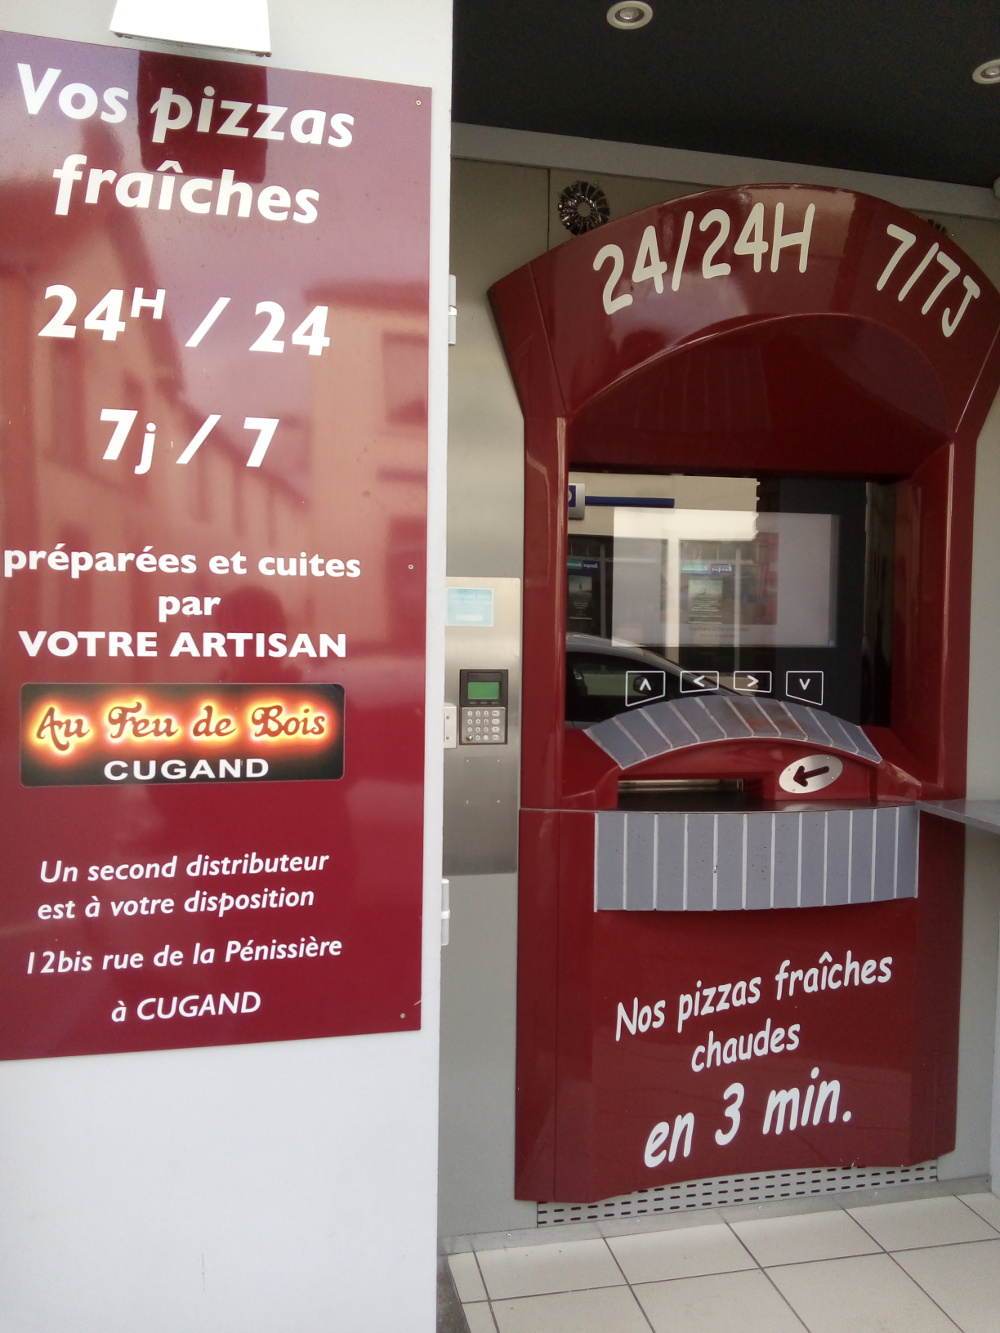 Vos pizzas
fraîches
24H / 24
7j / 7
préparées et cuites
par
VOTRE ARTISAN
Au Feu de Bois
CUGAND
Un second distributeur
est à votre disposition
12bis rue de la Pénissière
à CUGAND
24/24H 7/7J
Nos pizzas fraîches
chaudes
en 3 min.